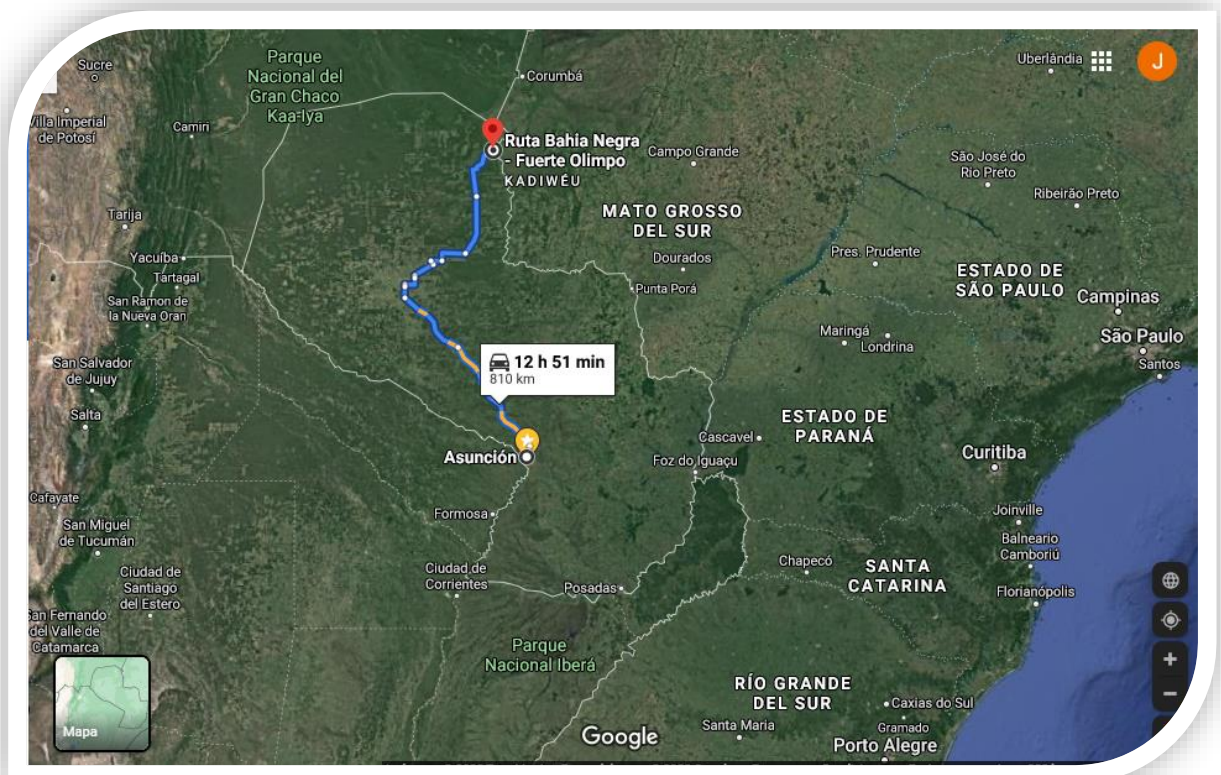 Sucre
Parque
Nacional del
Gran Chaco
Kaa-Iya
Corumbá
Uberlândia
J
Villa Imperial
de Potosí
Camiri
Ruta Bahia Negra
- Fuerte Olimpo
KADIWÉU
Campo Grande
São José do
Rio Preto
Ribeirão Preto
Tarija
MATO GROSSO
DEL SUR
Yacuíba
Dourados
Pres. Prudente
Tartagal
ESTADO DE
SÃO PAULO
Campinas
San Ramon de
la Nueva Oran
Punta Porá
Maringá
Londrina
São Paulo
Santos
San Salvador
de Jujuy
12 h 51 min
810 km
Salta
ESTADO DE
PARANÁ
Cascavel
Asunción
Foz do Iguaçu
Curitiba
Cafayate
Formosa
Joinville
San Miguel
de Tucumán
Balneario
Camboriú
Ciudad de
Santiago
del Estero
Ciudad de
Corrientes
Posadas
Chapecó
SANTA
CATARINA
Florianópolis
San Fernando
del Valle de
Catamarca
Parque
Nacional Iberá
RÍO GRANDE
DEL SUR
Caxias do Sul
Mapa
Google
Santa Maria
Gramado
Porto Alegre